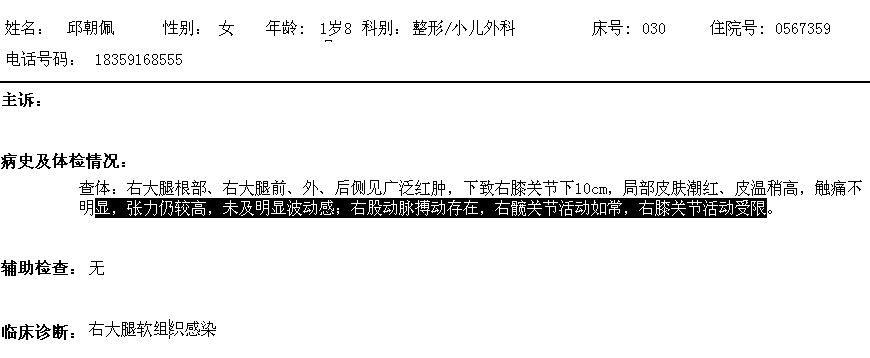 姓名： 邱朝佩 性别： 女 年龄： 1岁8 科别：整形/小儿外科 床号：030 住院号：0567359
电话号码： 18359168555
主诉：
病史及体检情况：
查体：右大腿根部、右大腿前、外、后侧见广泛红肿，下致右膝关节下10cm，局部皮肤潮红、皮温稍高，触痛不
明显，张力仍较高，未及明显波动感；右股动脉搏动存在，右髋关节活动如常，右膝关节活动受限。
辅助检查：无
临床诊断：右大腿软组织感染